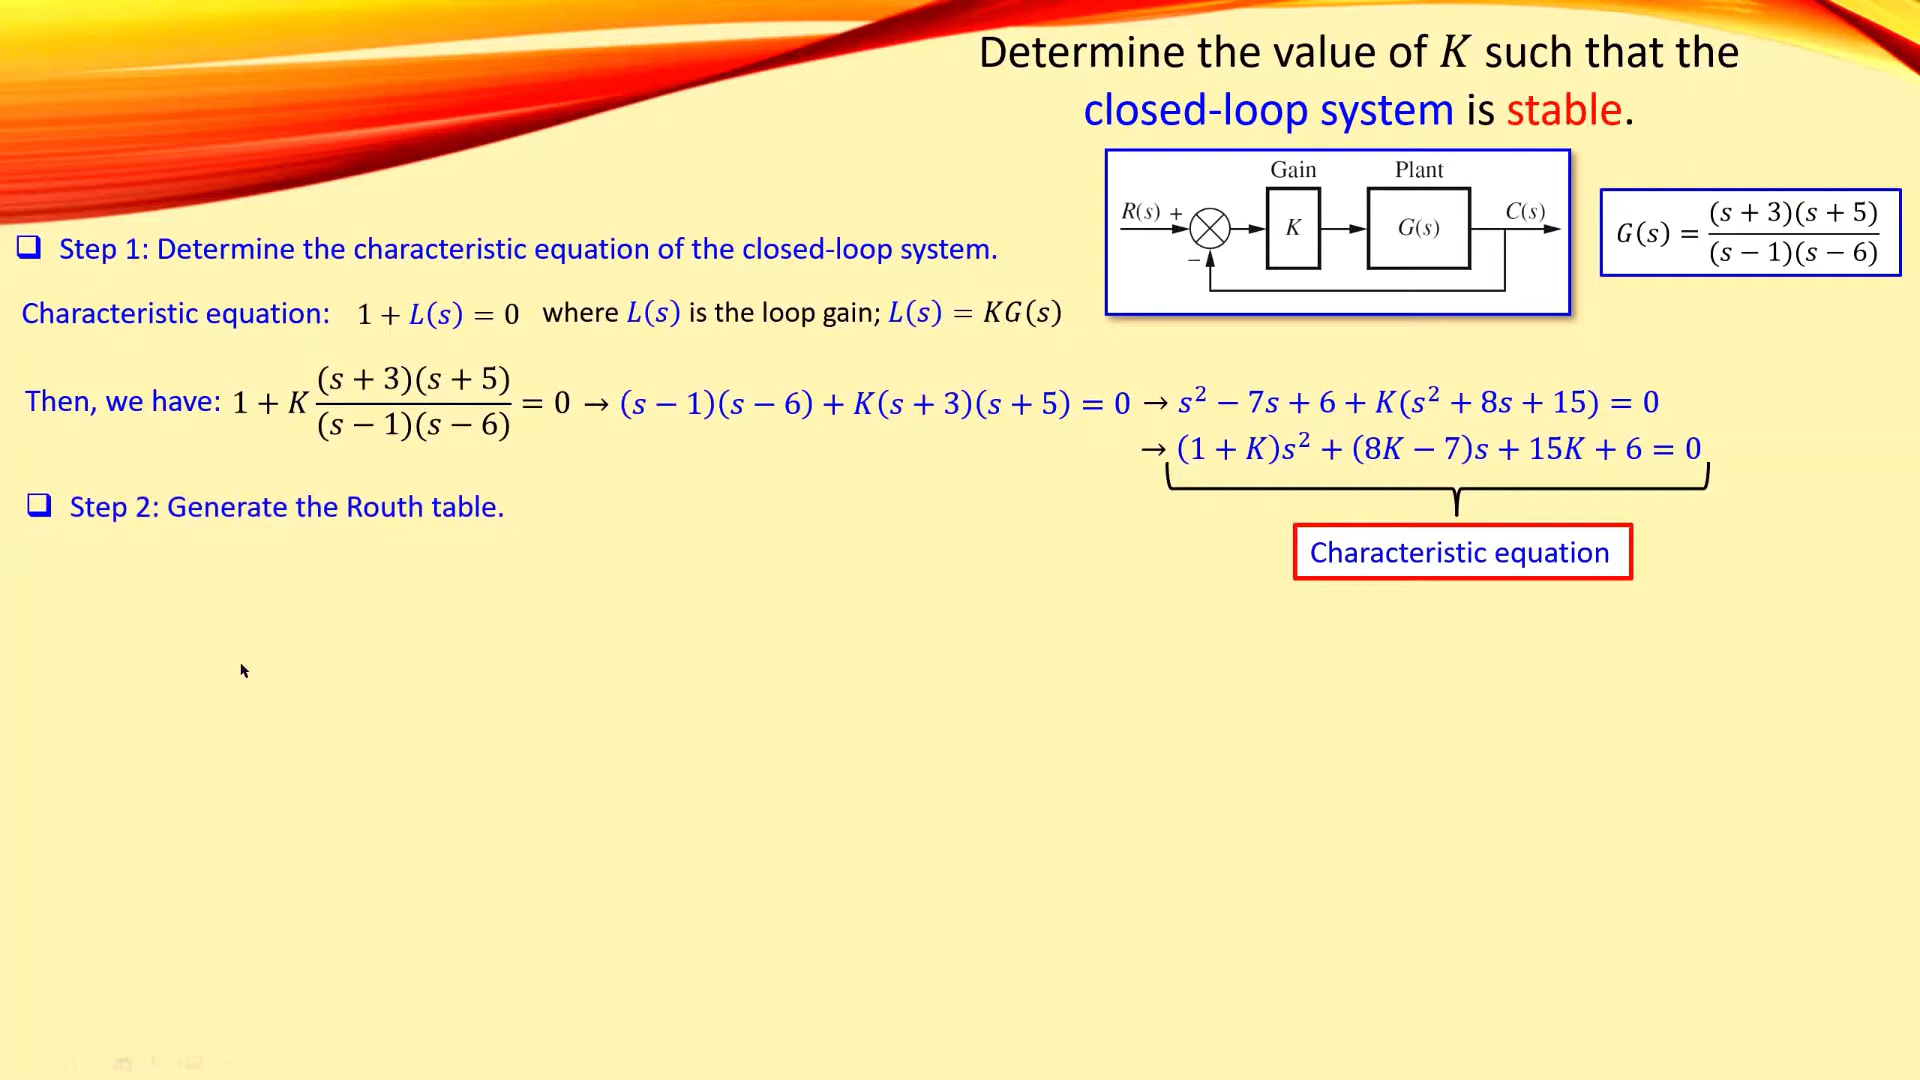 Determine the value of K such that the
closed-loop system is stable.
Gain Plant
R(s) + K G(s) C(s)
−
G(s) = (s + 3)(s + 5) / (s − 1)(s − 6)
❑ Step 1: Determine the characteristic equation of the closed-loop system.
Characteristic equation: 1 + L(s) = 0 where L(s) is the loop gain; L(s) = KG(s)
Then, we have: 1 + K (s + 3)(s + 5) / (s − 1)(s − 6) = 0 → (s − 1)(s − 6) + K(s + 3)(s + 5) = 0 → s² − 7s + 6 + K(s² + 8s + 15) = 0
→ (1 + K)s² + (8K − 7)s + 15K + 6 = 0
❑ Step 2: Generate the Routh table.
Characteristic equation